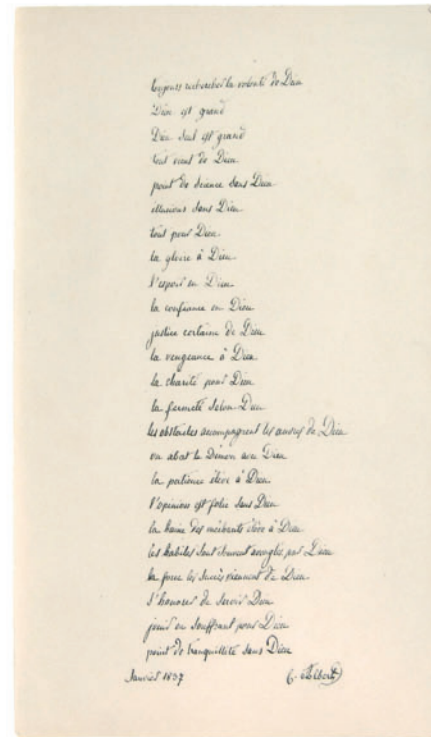 toujours rechercher la volonté de Dieu
Dieu est grand
Dieu seul est grand
tout vient de Dieu
point de science sans Dieu
illusions sans Dieu
tout pour Dieu
la gloire à Dieu
l'espoir en Dieu
la confiance en Dieu
justice certaine de Dieu
la vengeance à Dieu
la charité pour Dieu
la fermeté selon Dieu
les obstacles accompagnent les œuvres de Dieu
on abat le Démon avec Dieu
la patience élève à Dieu
l'opinion est folie sans Dieu
la haine des méchants élève à Dieu
les habiles sont souvent aveuglés par Dieu
la force les succès viennent de Dieu
s'honorer de servir Dieu
jouir en souffrant pour Dieu
point de tranquillité sans Dieu
Janvier 1837 C. Albert